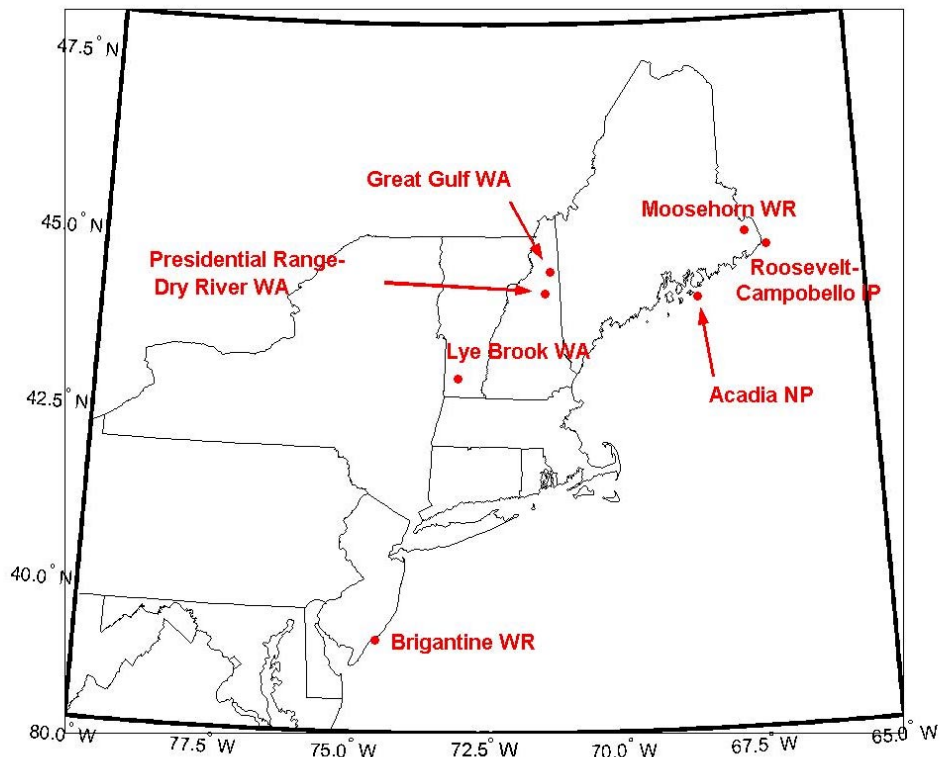 47.5° N
Great Gulf WA
Moosehorn WR
45.0° N
Presidential Range-
Dry River WA
Roosevelt-
Campobello IP
Lye Brook WA
42.5° N
Acadia NP
40.0° N
Brigantine WR
80.0° W
77.5° W
75.0° W
72.5° W
70.0° W
67.5° W
65.0° W